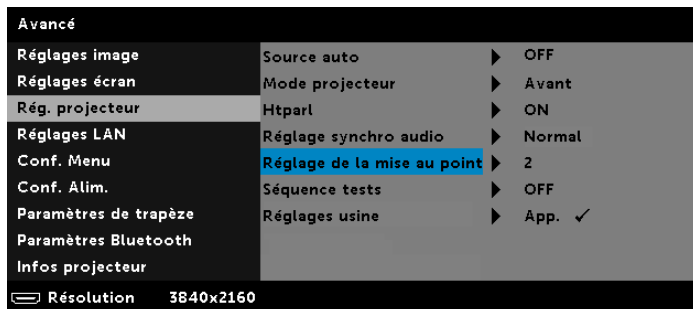 Avancé
Réglages image
Réglages écran
Rég. projecteur
Réglages LAN
Conf. Menu
Conf. Alim.
Paramètres de trapèze
Paramètres Bluetooth
Infos projecteur
Source auto OFF
Mode projecteur Avant
Htparl ON
Réglage synchro audio Normal
Réglage de la mise au point 2
Séquence tests OFF
Réglages usine App. ✓
Résolution 3840x2160